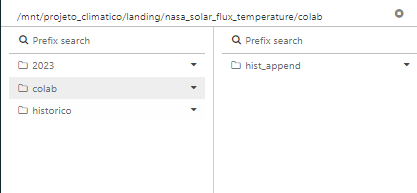 /mnt/projeto_climatico/landing/nasa_solar_flux_temperature/colab
Prefix search
2023
colab
historico
Prefix search
hist_append